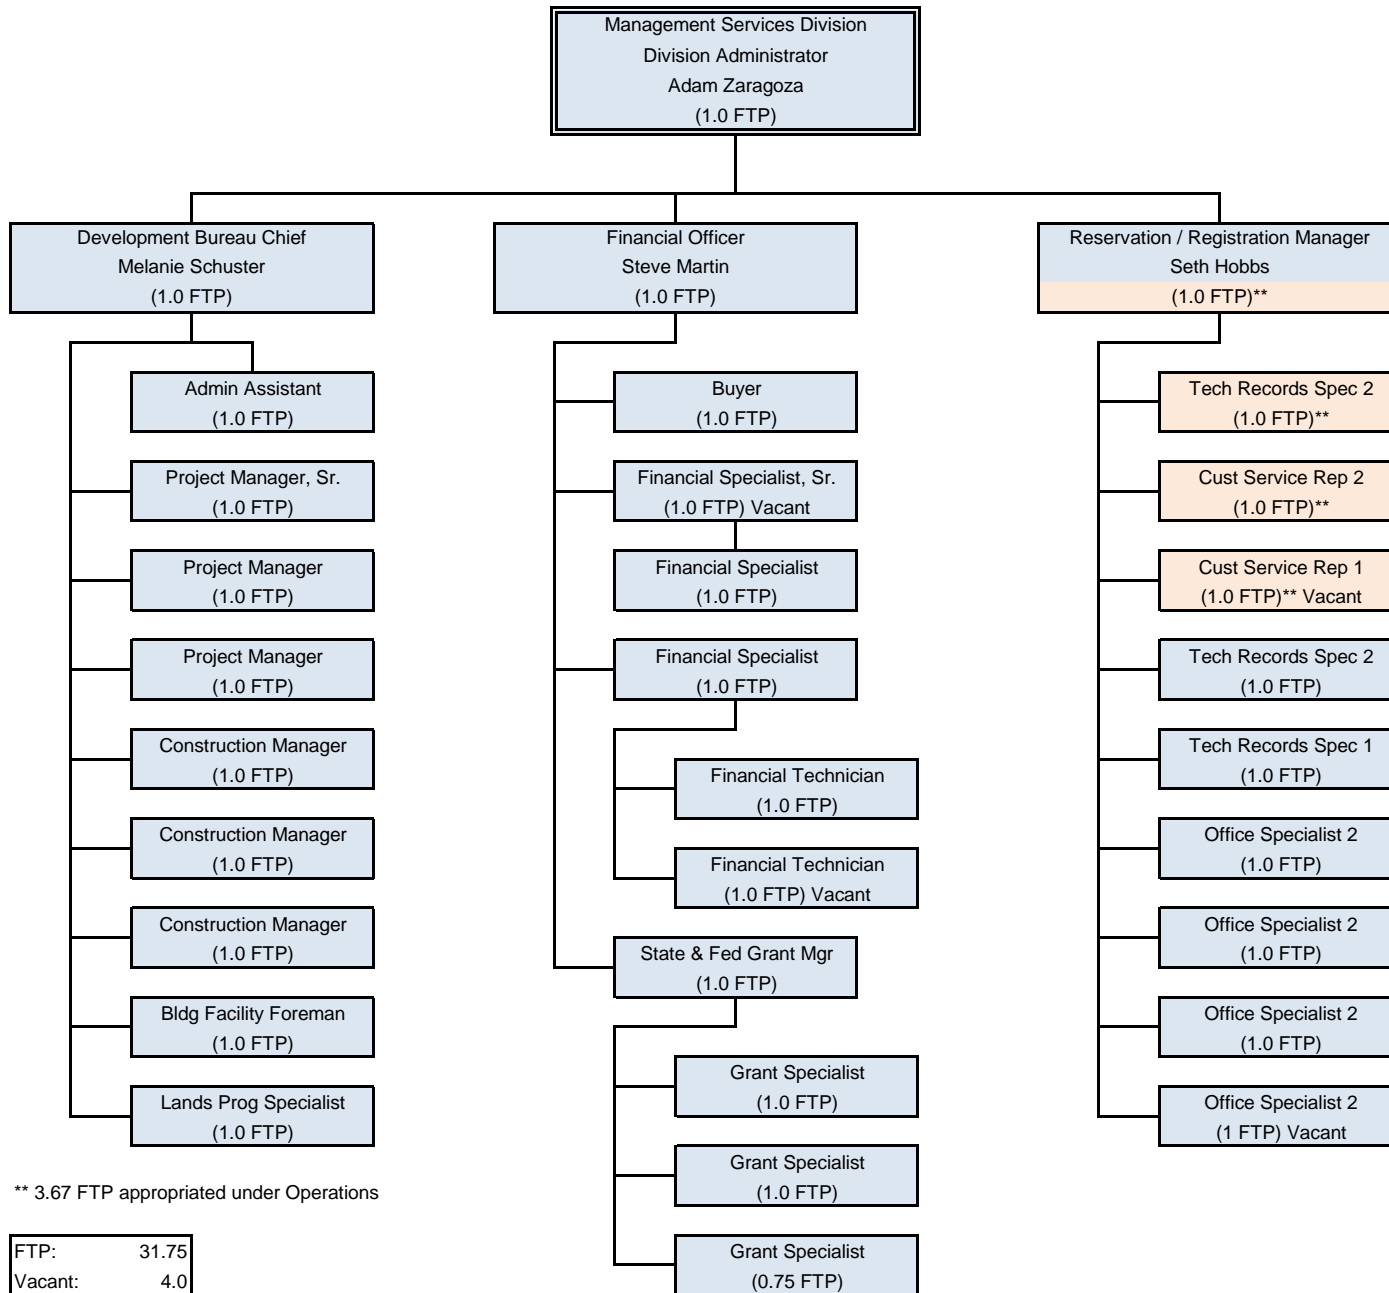 Management Services Division
Division Administrator
Adam Zaragoza
(1.0 FTP)
Development Bureau Chief
Melanie Schuster
(1.0 FTP)
Admin Assistant
(1.0 FTP)
Project Manager, Sr.
(1.0 FTP)
Project Manager
(1.0 FTP)
Project Manager
(1.0 FTP)
Construction Manager
(1.0 FTP)
Construction Manager
(1.0 FTP)
Construction Manager
(1.0 FTP)
Bldg Facility Foreman
(1.0 FTP)
Lands Prog Specialist
(1.0 FTP)
Financial Officer
Steve Martin
(1.0 FTP)
Buyer
(1.0 FTP)
Financial Specialist, Sr.
(1.0 FTP) Vacant
Financial Specialist
(1.0 FTP)
Financial Specialist
(1.0 FTP)
Financial Technician
(1.0 FTP)
Financial Technician
(1.0 FTP) Vacant
State & Fed Grant Mgr
(1.0 FTP)
Grant Specialist
(1.0 FTP)
Grant Specialist
(1.0 FTP)
Grant Specialist
(0.75 FTP)
Reservation / Registration Manager
Seth Hobbs
(1.0 FTP)**
Tech Records Spec 2
(1.0 FTP)**
Cust Service Rep 2
(1.0 FTP)**
Cust Service Rep 1
(1.0 FTP)** Vacant
Tech Records Spec 2
(1.0 FTP)
Tech Records Spec 1
(1.0 FTP)
Office Specialist 2
(1.0 FTP)
Office Specialist 2
(1.0 FTP)
Office Specialist 2
(1.0 FTP)
Office Specialist 2
(1 FTP) Vacant
** 3.67 FTP appropriated under Operations
FTP: 31.75
Vacant: 4.0